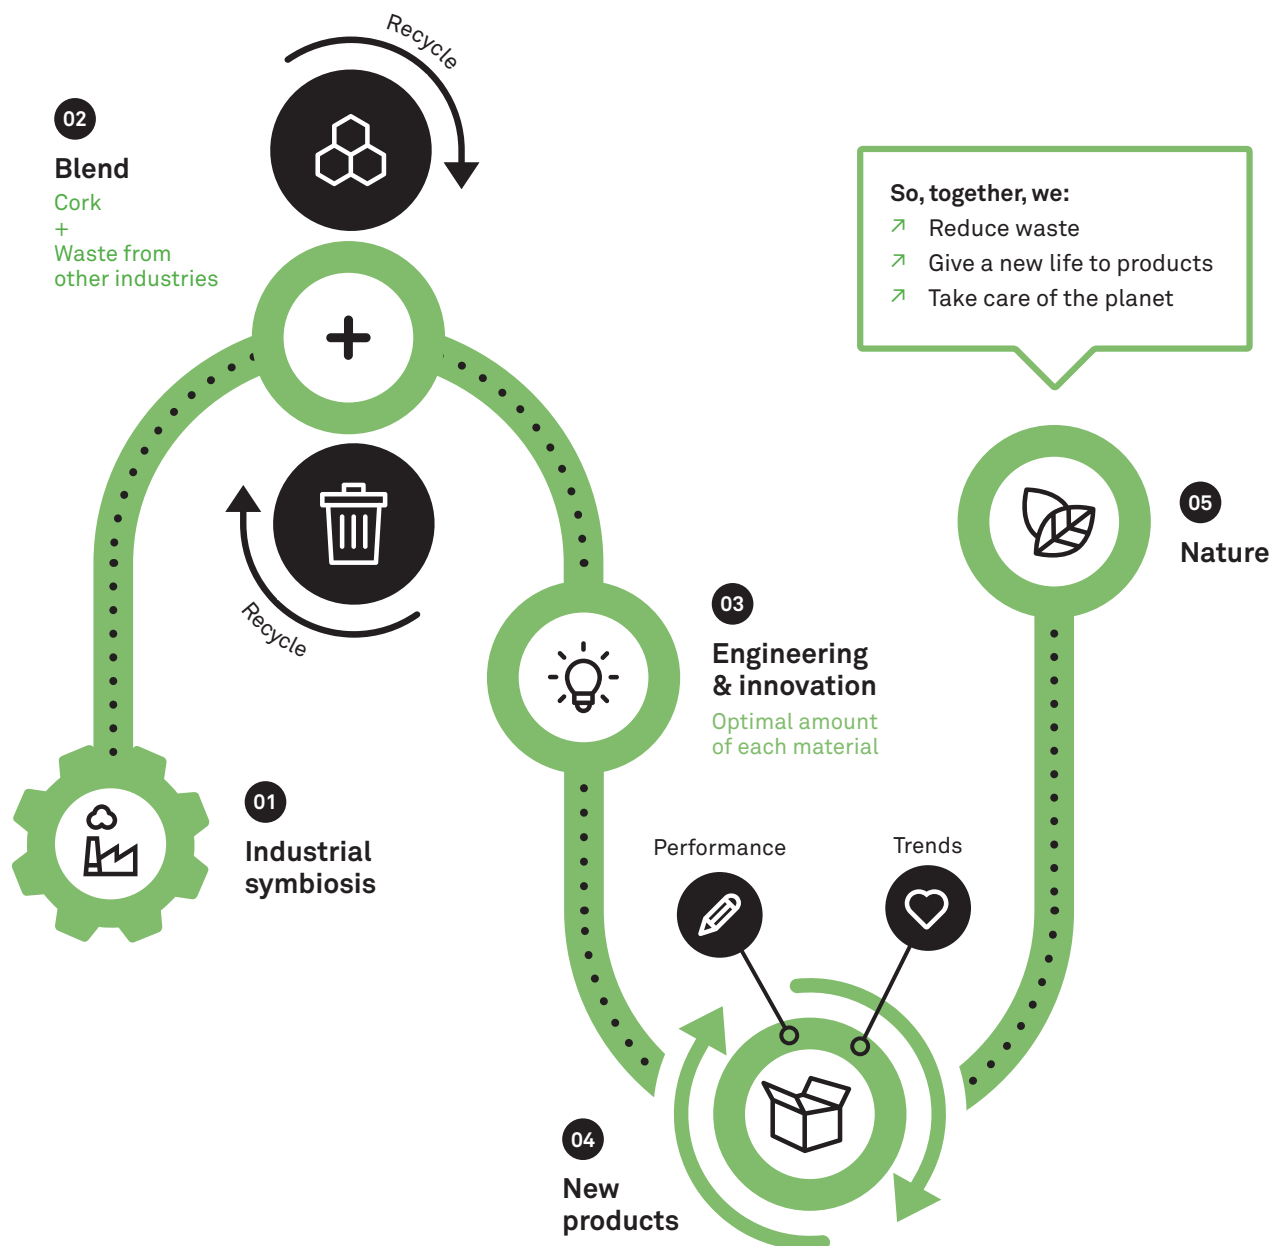 Recycle
02
Blend
Cork
+
Waste from
other industries
Recycle
01
Industrial
symbiosis
03
Engineering
& innovation
Optimal amount
of each material
Performance
Trends
04
New
products
So, together, we:
Reduce waste
Give a new life to products
Take care of the planet
05
Nature